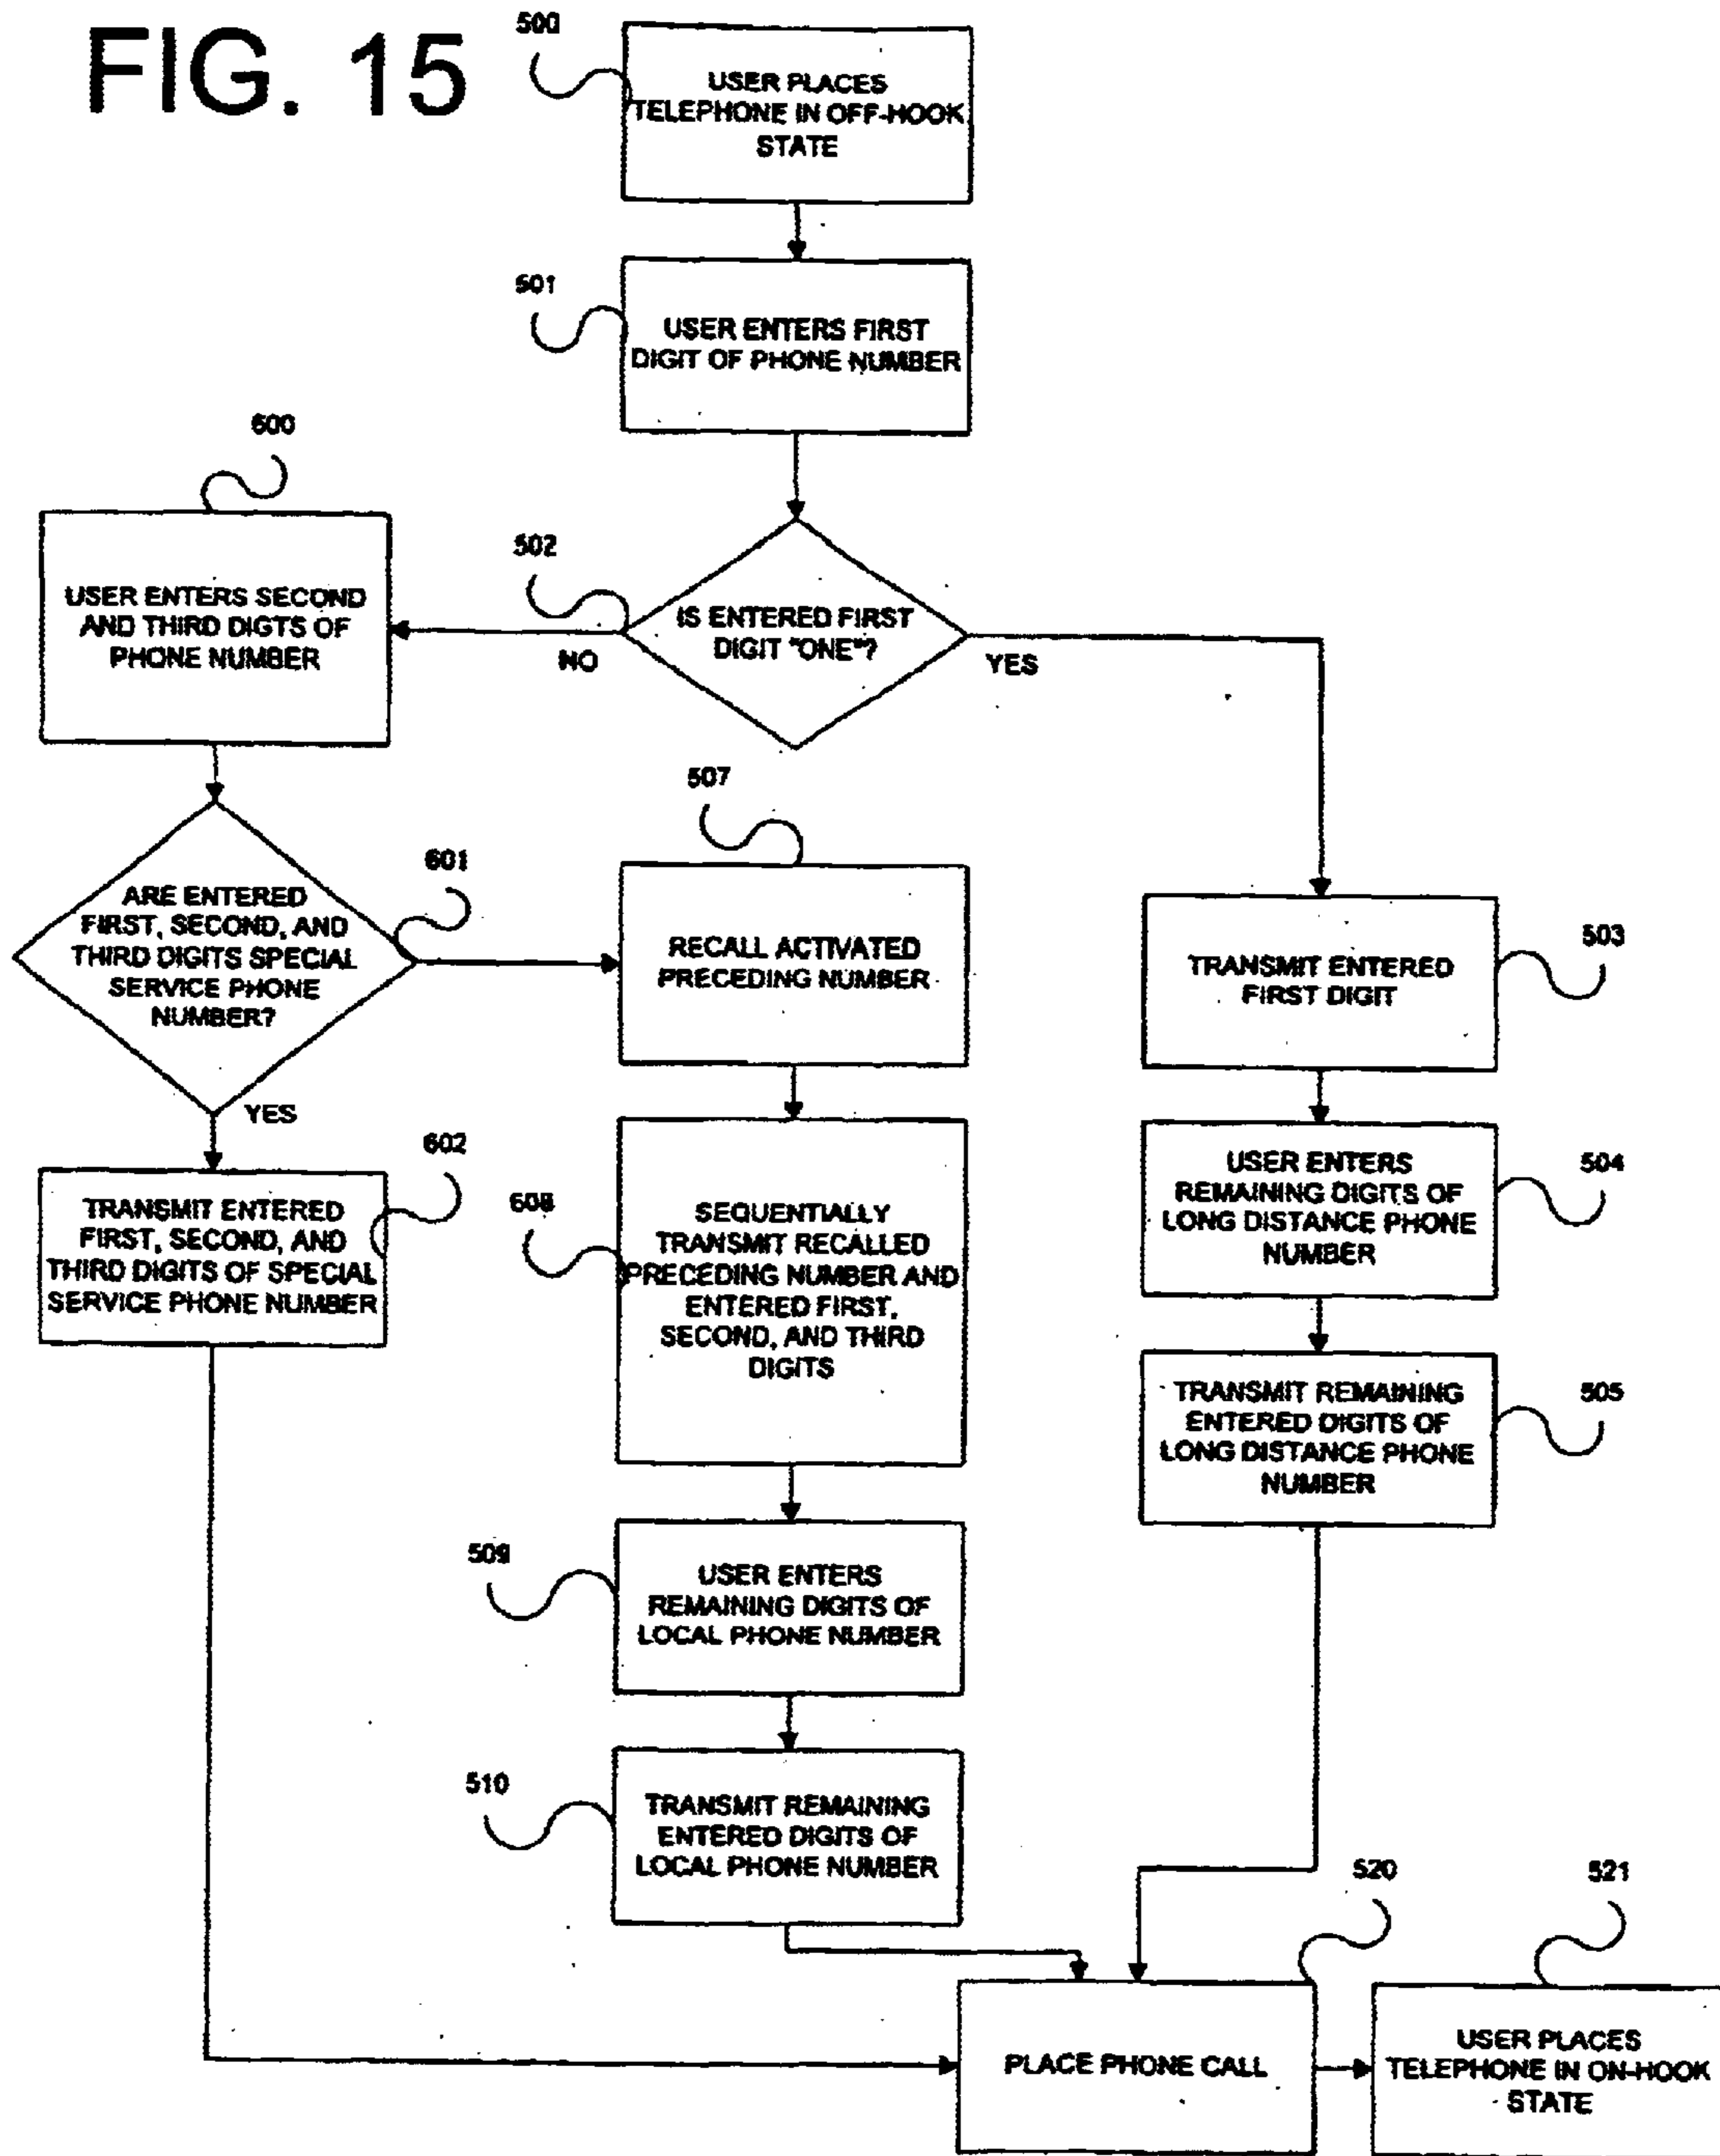 FIG. 15
500
USER PLACES
TELEPHONE IN OFF-HOOK
STATE
501
USER ENTERS FIRST
DIGIT OF PHONE NUMBER
600
USER ENTERS SECOND
AND THIRD DIGTS OF
PHONE NUMBER
502
IS ENTERED FIRST
DIGIT "ONE"?
NO
YES
507
601
ARE ENTERED
FIRST, SECOND, AND
THIRD DIGITS SPECIAL
SERVICE PHONE
NUMBER?
RECALL ACTIVATED
PRECEDING NUMBER
503
TRANSMIT ENTERED
FIRST DIGIT
YES
602
TRANSMIT ENTERED
FIRST, SECOND, AND
THIRD DIGITS OF SPECIAL
SERVICE PHONE NUMBER
608
SEQUENTIALLY
TRANSMIT RECALLED
PRECEDING NUMBER AND
ENTERED FIRST,
SECOND, AND THIRD
DIGITS
504
USER ENTERS
REMAINING DIGITS OF
LONG DISTANCE PHONE
NUMBER
505
TRANSMIT REMAINING
ENTERED DIGITS OF
LONG DISTANCE PHONE
NUMBER
509
USER ENTERS
REMAINING DIGITS OF
LOCAL PHONE NUMBER
510
TRANSMIT REMAINING
ENTERED DIGITS OF
LOCAL PHONE NUMBER
520
521
PLACE PHONE CALL
USER PLACES
TELEPHONE IN ON-HOOK
STATE